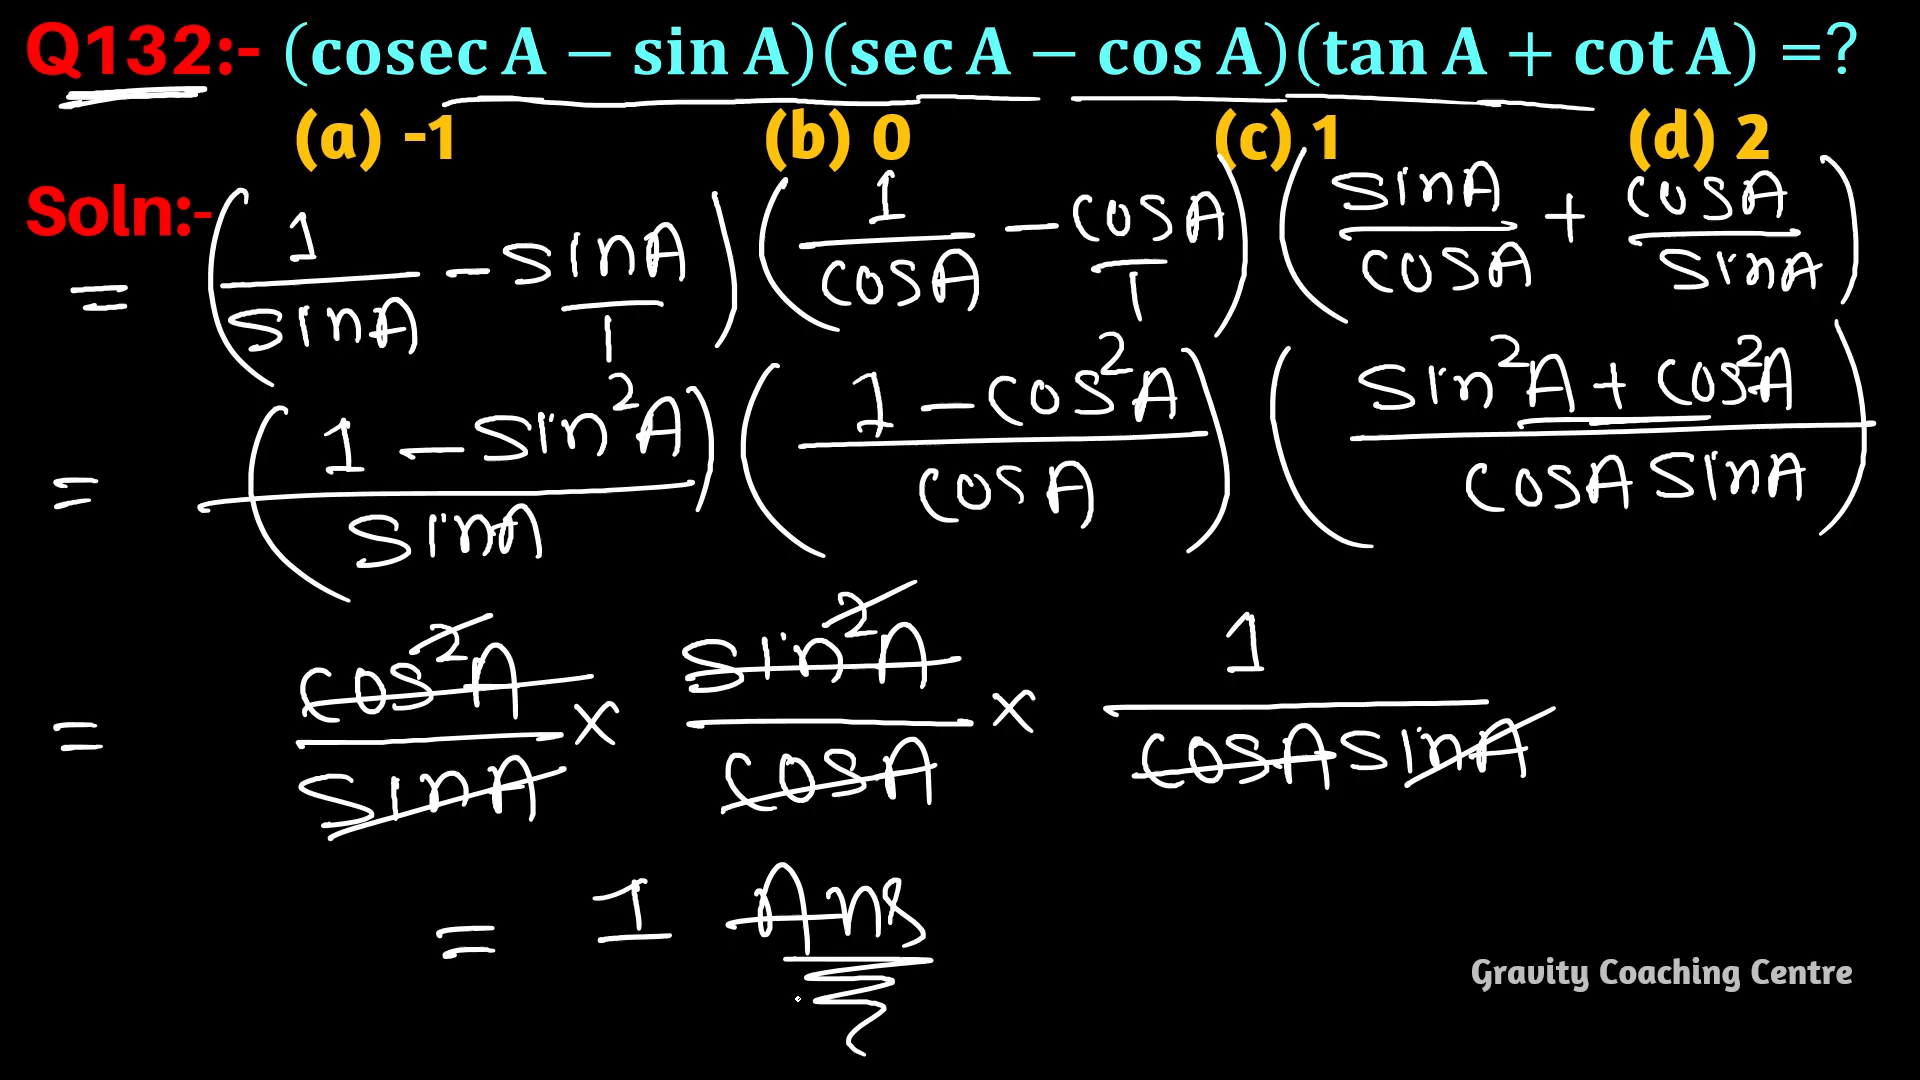 Q132:- (cosec A − sin A)(sec A − cos A)(tan A + cot A) =?
(a) -1 (b) 0 (c) 1 (d) 2
Soln:-
= (1/sinA − sinA/1) (1/cosA − cosA/1) (sinA/cosA + cosA/sinA)
= (1 − sin²A/sinA) (1 − cos²A/cosA) (sin²A + cos²A/cosA sinA)
= cos²A/sinA × sin²A/cosA × 1/cosA sinA
= 1 Ans
Gravity Coaching Centre